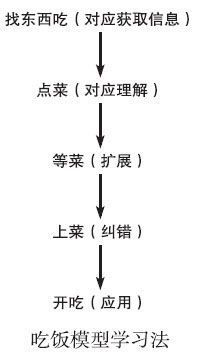 找东西吃（对应获取信息）
点菜（对应理解）
等菜（扩展）
上菜（纠错）
开吃（应用）
吃饭模型学习法